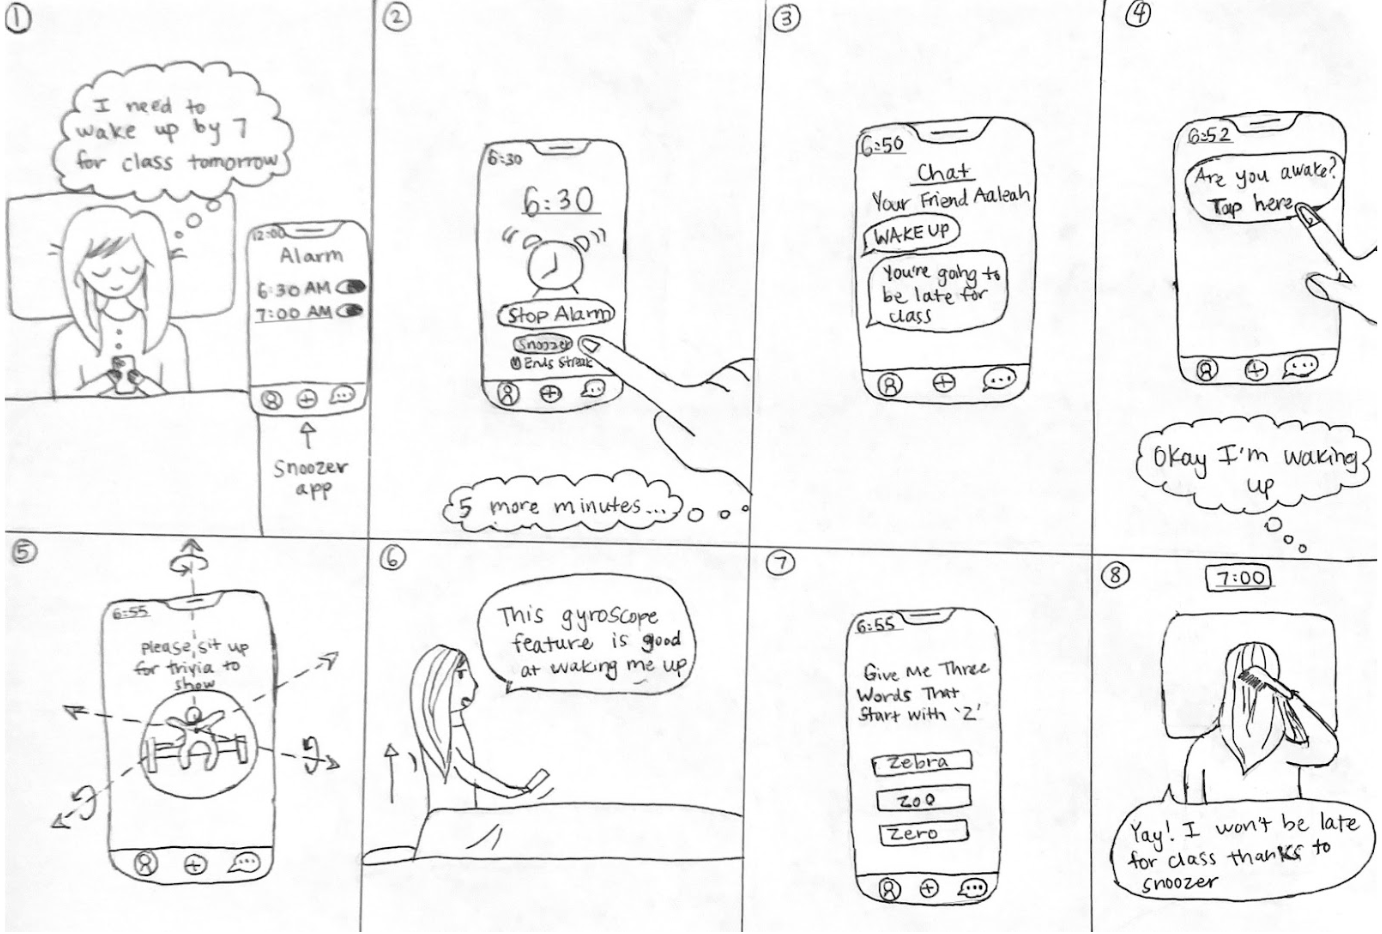 1
I need to
wake up by 7
for class tomorrow
12:00
Alarm
6:30 AM
7:00 AM
Snoozer
app
2
6:30
6:30
Stop Alarm
Snoozer
Ends Streak
5 more minutes...
3
6:50
Chat
Your Friend Aaleah
WAKE UP
You're going to
be late for
class
4
6:52
Are you awake?
Tap here
Okay I'm waking
up
5
6:55
Please, sit up
for trivia to
show
6
This gyroscope
feature is good
at waking me up
7
6:55
Give Me Three
Words That
Start with 'Z'
Zebra
Zoo
Zero
8
7:00
Yay! I won't be late
for class thanks to
snoozer